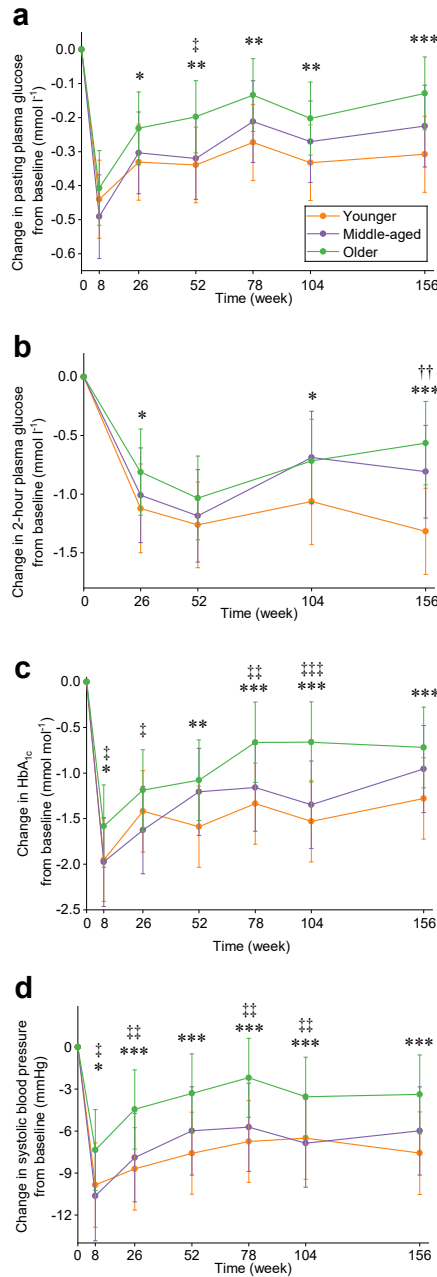 a
0.0
-0.1
-0.2
-0.3
-0.4
-0.5
-0.6
Change in pasting plasma glucose
from baseline (mmol l⁻¹)
*
‡
**
**
**
***
Younger
Middle-aged
Older
0 8 26 52 78 104 156
Time (week)
b
0.0
-0.5
-1.0
-1.5
Change in 2-hour plasma glucose
from baseline (mmol l⁻¹)
*
*
††
***
0 26 52 104 156
Time (week)
c
0.0
-0.5
-1.0
-1.5
-2.0
-2.5
Change in HbA₁c
from baseline (mmol mol⁻¹)
‡
*
‡
**
‡‡
***
‡‡‡
***
***
0 8 26 52 78 104 156
Time (week)
d
0
-3
-6
-9
-12
Change in systolic blood pressure
from baseline (mmHg)
‡
*
‡‡
***
***
‡‡
***
‡‡
***
***
0 8 26 52 78 104 156
Time (week)